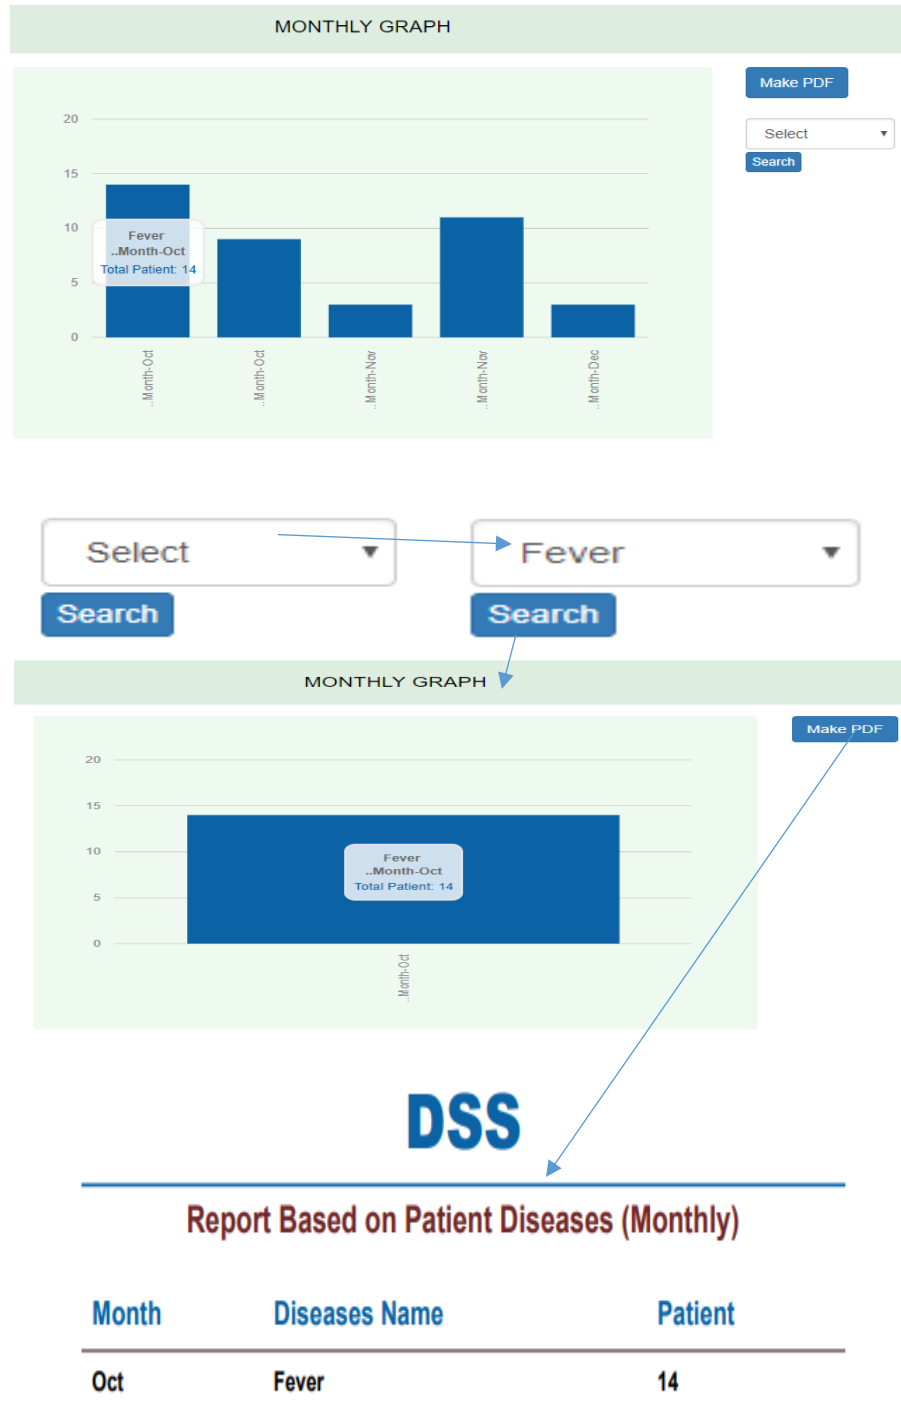 MONTHLY GRAPH
Make PDF
Select
Search
20
15
10
5
0
Fever
..Month-Oct
Total Patient: 14
..Month-Oct
..Month-Oct
..Month-Nov
..Month-Nov
..Month-Dec
Select
Search
Fever
Search
MONTHLY GRAPH
Make PDF
20
15
10
5
0
Fever
..Month-Oct
Total Patient: 14
..Month-Oct
DSS
Report Based on Patient Diseases (Monthly)
Month Diseases Name Patient
Oct Fever 14